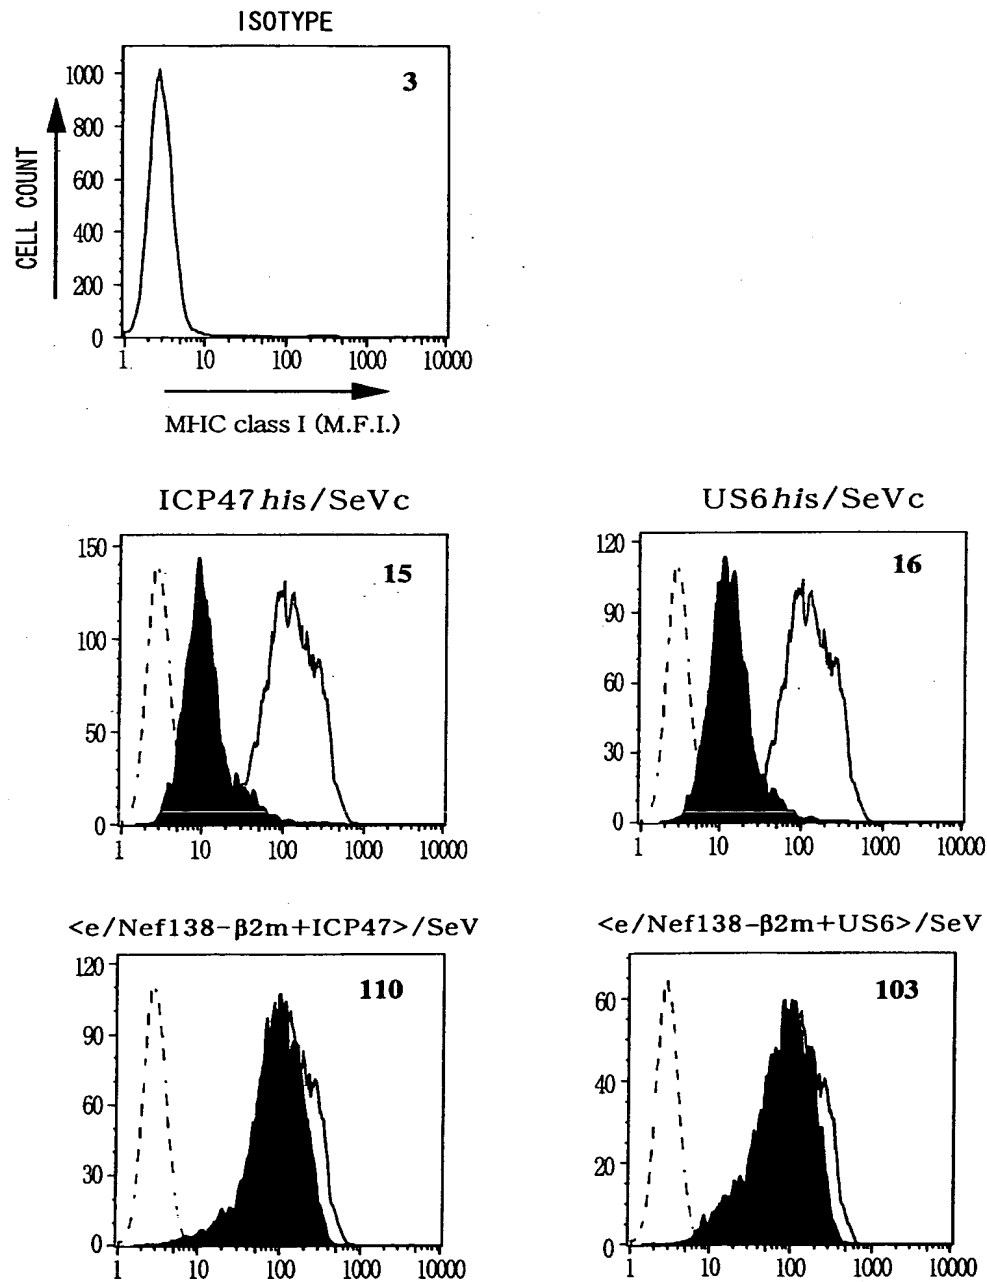 ISOTYPE
3
CELL COUNT
1000
800
600
400
200
0
1 10 100 1000 10000
MHC class I (M.F.I.)
ICP47his/SeVc
15
150
100
50
0
1 10 100 1000 10000
US6his/SeVc
16
120
90
60
30
0
1 10 100 1000 10000
<e/Nef138-β2m+ICP47>/SeV
110
120
90
60
30
0
1 10 100 1000 10000
<e/Nef138-β2m+US6>/SeV
103
60
40
20
0
1 10 100 1000 10000